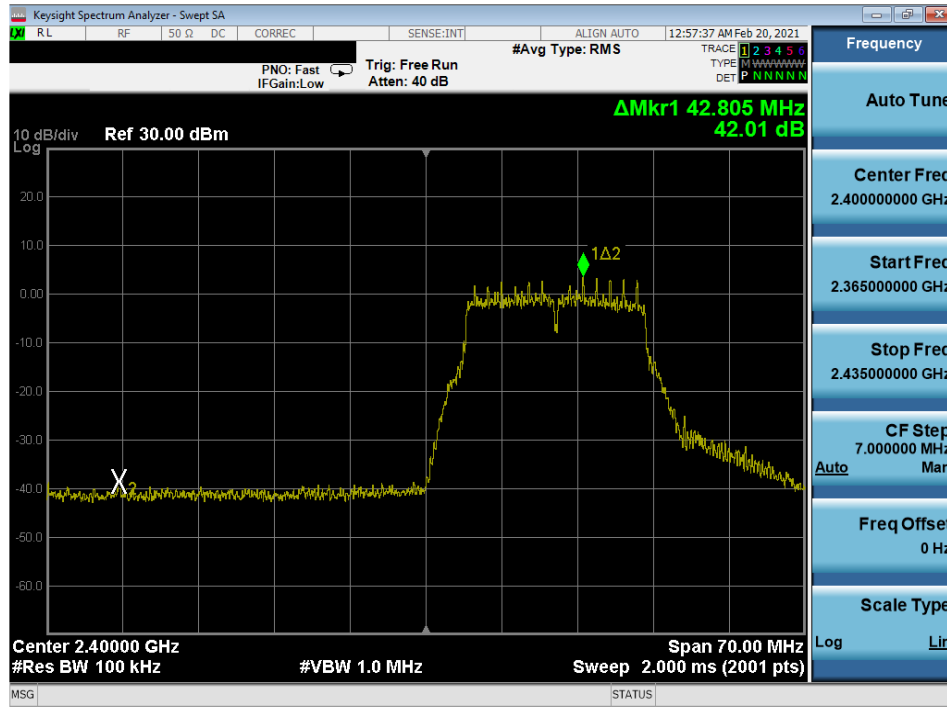 Keysight Spectrum Analyzer - Swept SA
LXI RL RF 50 Ω DC CORREC SENSE:INT ALIGN AUTO 12:57:37 AM Feb 20, 2021
#Avg Type: RMS TRACE 1 2 3 4 5 6
PNO: Fast Trig: Free Run TYPE M WWWWW
IFGain:Low Atten: 40 dB DET P N N N N N
ΔMkr1 42.805 MHz
42.01 dB
10 dB/div Ref 30.00 dBm
Log
20.0
10.0
0.00
-10.0
-20.0
-30.0
-40.0
-50.0
-60.0
1Δ2
X2
Center 2.40000 GHz Span 70.00 MHz
#Res BW 100 kHz #VBW 1.0 MHz Sweep 2.000 ms (2001 pts)
MSG STATUS
Frequency
Auto Tune
Center Freq
2.400000000 GHz
Start Freq
2.365000000 GHz
Stop Freq
2.435000000 GHz
CF Step
7.000000 MHz
Auto Man
Freq Offset
0 Hz
Scale Type
Log Lin